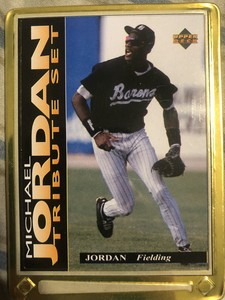 UPPER DECK
MICHAEL
JORDAN
TRIBUTE SET
Barons
JORDAN Fielding